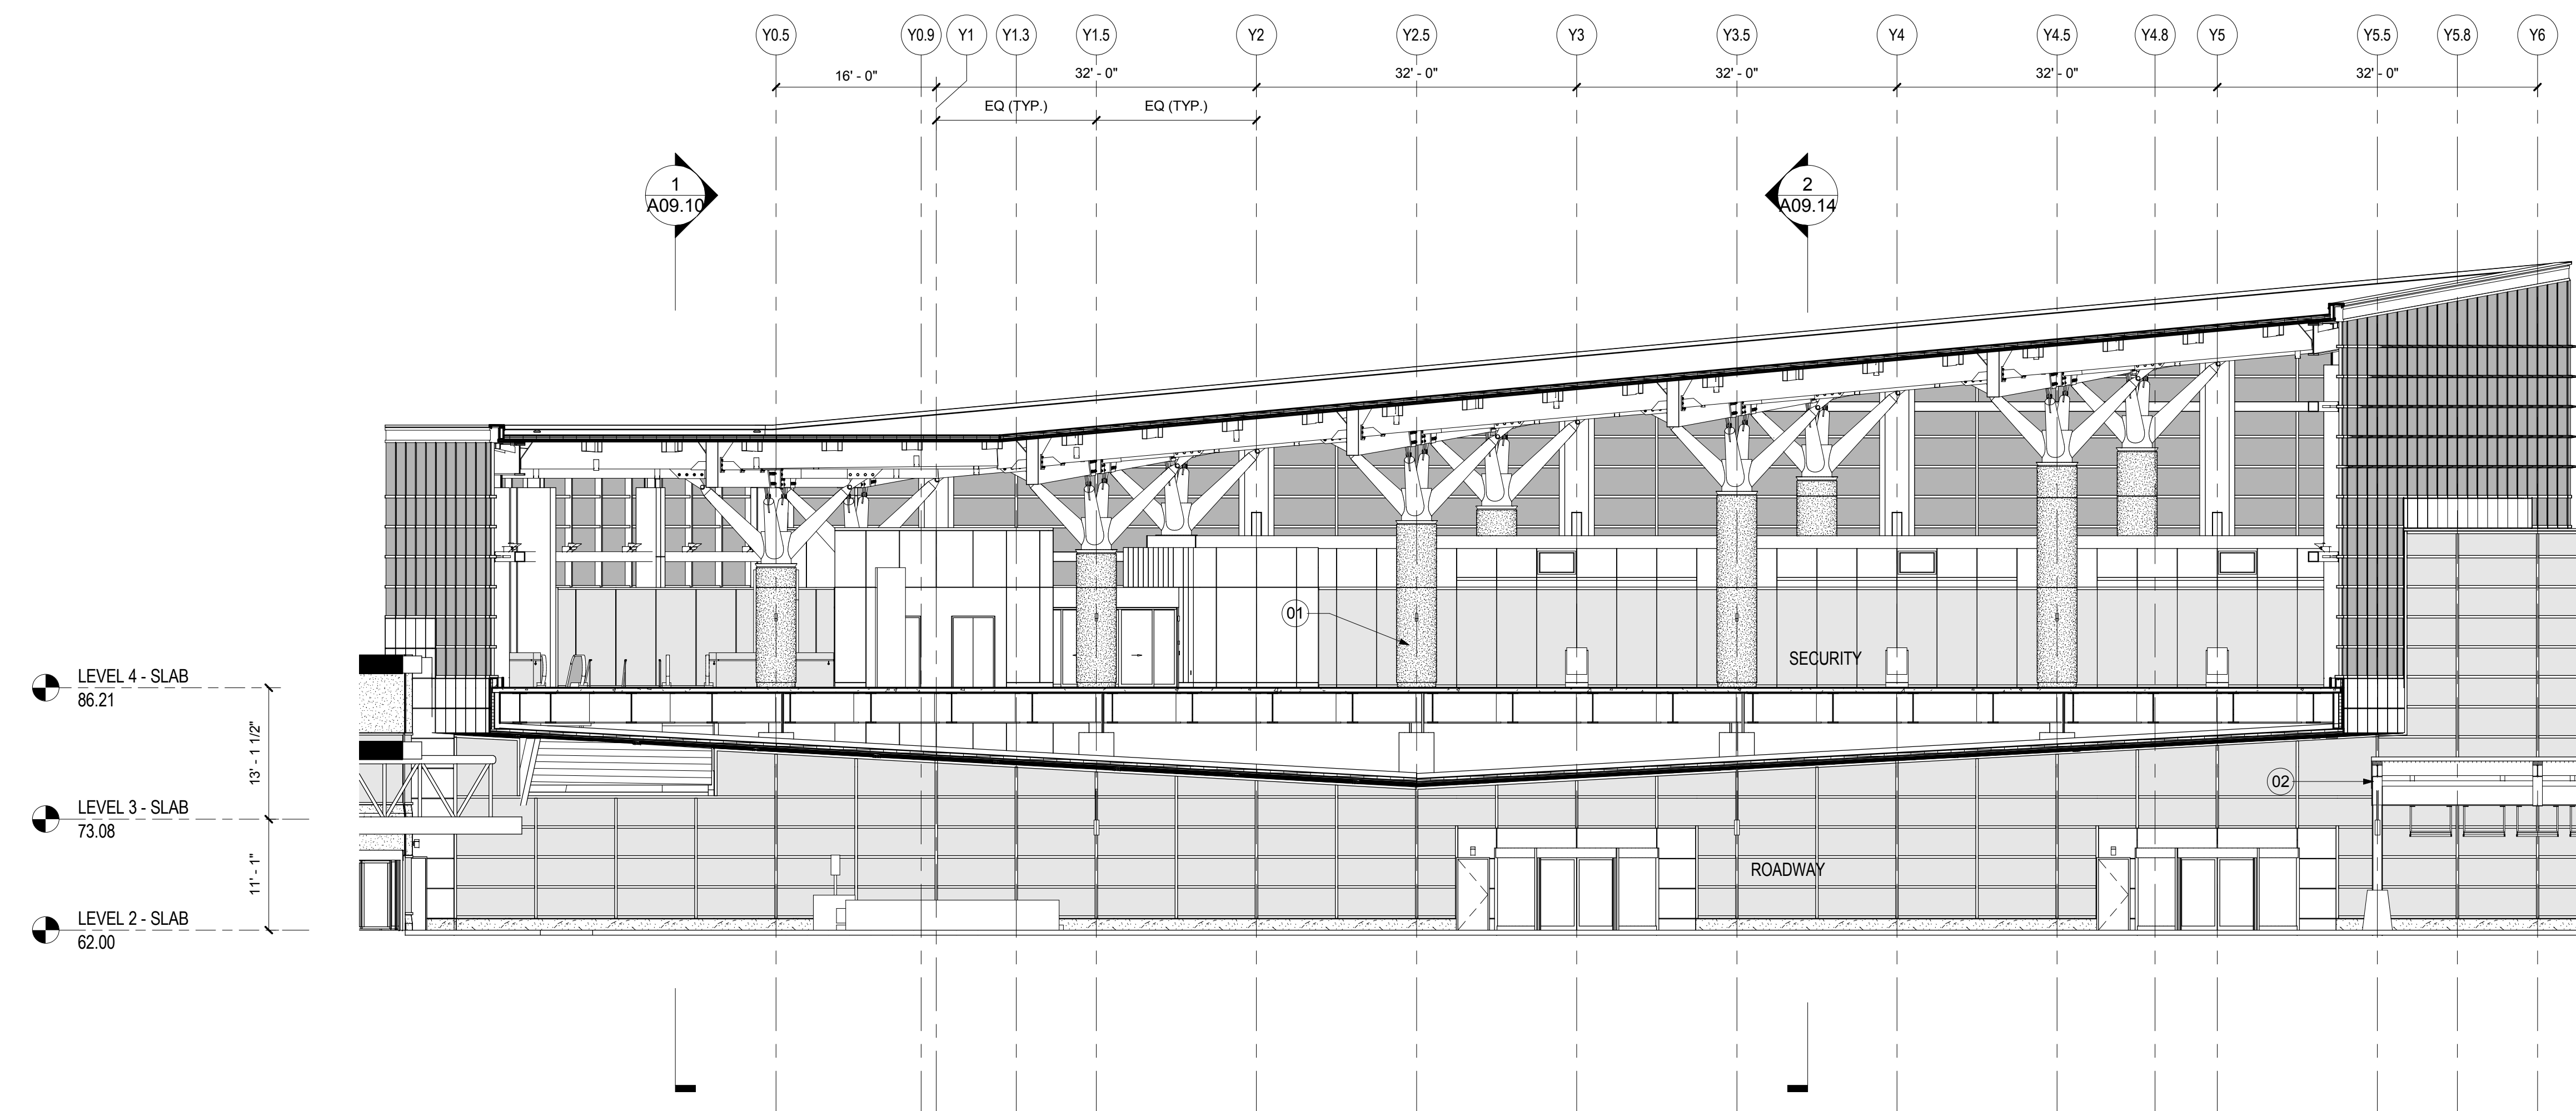 Y0.5 Y0.9 Y1 Y1.3 Y1.5 Y2 Y2.5 Y3 Y3.5 Y4 Y4.5 Y4.8 Y5 Y5.5 Y5.8 Y6
16' - 0" 32' - 0" 32' - 0" 32' - 0" 32' - 0" 32' - 0"
EQ (TYP.) EQ (TYP.)
1
A09.10
2
A09.14
01
SECURITY
LEVEL 4 - SLAB
86.21
13' - 1 1/2"
02
LEVEL 3 - SLAB
73.08
11' - 1"
ROADWAY
LEVEL 2 - SLAB
62.00